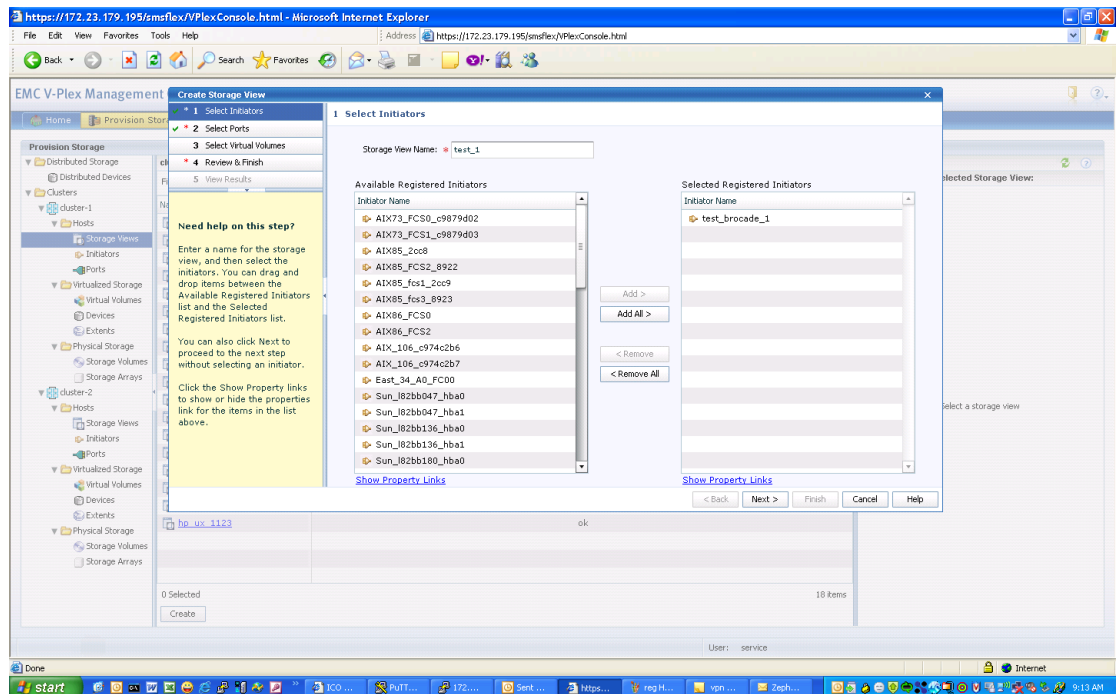 https://172.23.179.195/smsflex/VPlexConsole.html - Microsoft Internet Explorer
File Edit View Favorites Tools Help
Address https://172.23.179.195/smsflex/VPlexConsole.html
Back Search Favorites
EMC V-Plex Management
Home Provision
Create Storage View
* 1 Select Initiators
* 2 Select Ports
3 Select Virtual Volumes
* 4 Review & Finish
5 View Results
Need help on this step?
Enter a name for the storage
view, and then select the
initiators. You can drag and
drop items between the
Available Registered Initiators
list and the Selected
Registered Initiators list.
You can also click Next to
proceed to the next step
without selecting an initiator.
Click the Show Property links
to show or hide the properties
link for the items in the list
above.
1 Select Initiators
Storage View Name: * test_1
Available Registered Initiators
Initiator Name
AIX73_FCS0_c9879d02
AIX73_FCS1_c9879d03
AIX85_2cc8
AIX85_FCS2_8922
AIX85_fcs1_2cc9
AIX85_fcs3_8923
AIX86_FCS0
AIX86_FCS2
AIX_106_c974c2b6
AIX_106_c974c2b7
East_34_A0_FC00
Sun_l82bb047_hba0
Sun_l82bb047_hba1
Sun_l82bb136_hba0
Sun_l82bb136_hba1
Sun_l82bb180_hba0
Show Property Links
Add >
Add All >
< Remove
< Remove All
Selected Registered Initiators
Initiator Name
test_brocade_1
Show Property Links
< Back Next > Finish Cancel Help
Provision Storage
Distributed Storage
Distributed Devices
Clusters
cluster-1
Hosts
Storage Views
Initiators
Ports
Virtualized Storage
Virtual Volumes
Devices
Extents
Physical Storage
Storage Volumes
Storage Arrays
cluster-2
Hosts
Storage Views
Initiators
Ports
Virtualized Storage
Virtual Volumes
Devices
Extents
Physical Storage
Storage Volumes
Storage Arrays
hp_ux_1123 ok
0 Selected 18 items
Create
Storage View:
Select a storage view
User: service
Done Internet
start ICO ... PuTT... 172.... Sent ... https... reg H... vpn ... Zeph... 9:13 AM